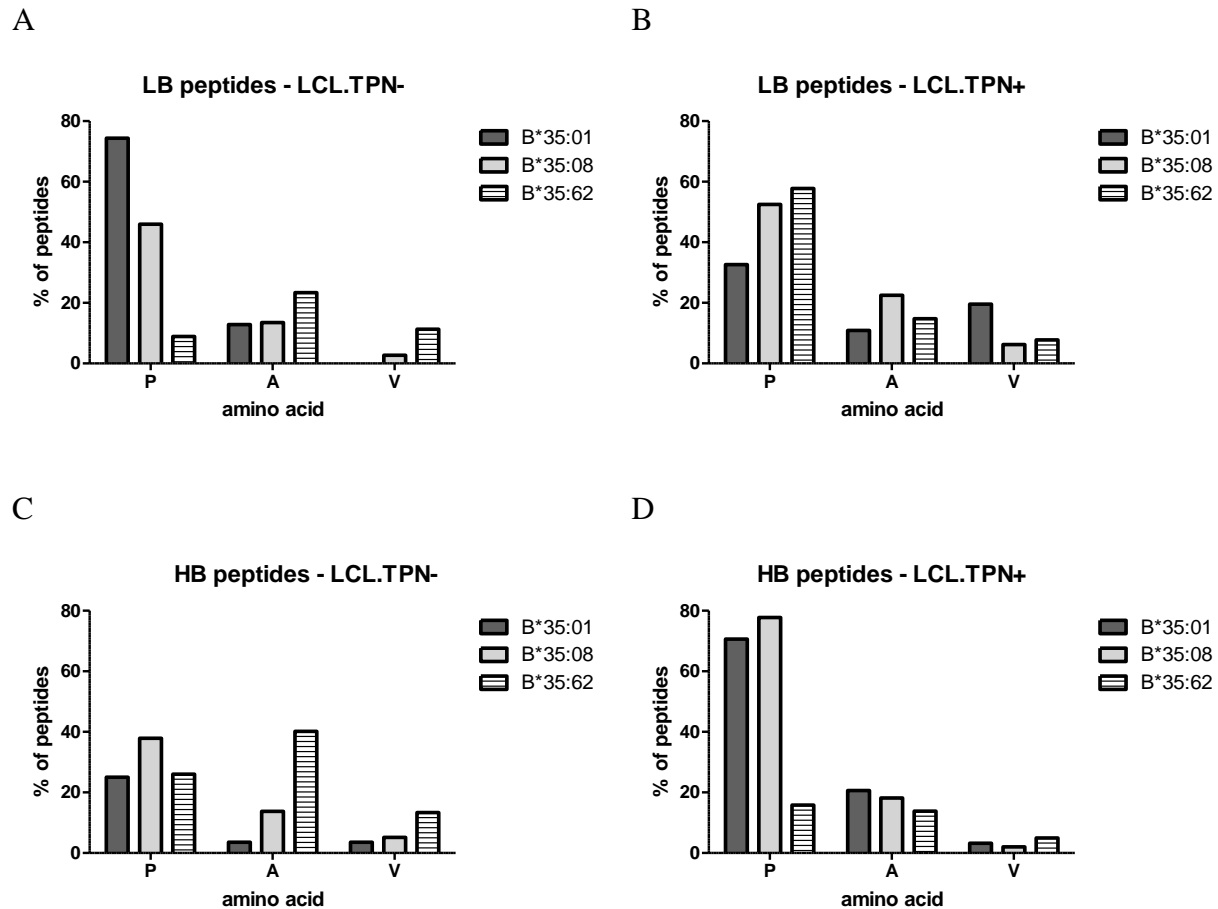 A
LB peptides - LCL.TPN-
% of peptides
80
60
40
20
0
P A V
amino acid
B*35:01
B*35:08
B*35:62
B
LB peptides - LCL.TPN+
% of peptides
80
60
40
20
0
P A V
amino acid
B*35:01
B*35:08
B*35:62
C
HB peptides - LCL.TPN-
% of peptides
80
60
40
20
0
P A V
amino acid
B*35:01
B*35:08
B*35:62
D
HB peptides - LCL.TPN+
% of peptides
80
60
40
20
0
P A V
amino acid
B*35:01
B*35:08
B*35:62